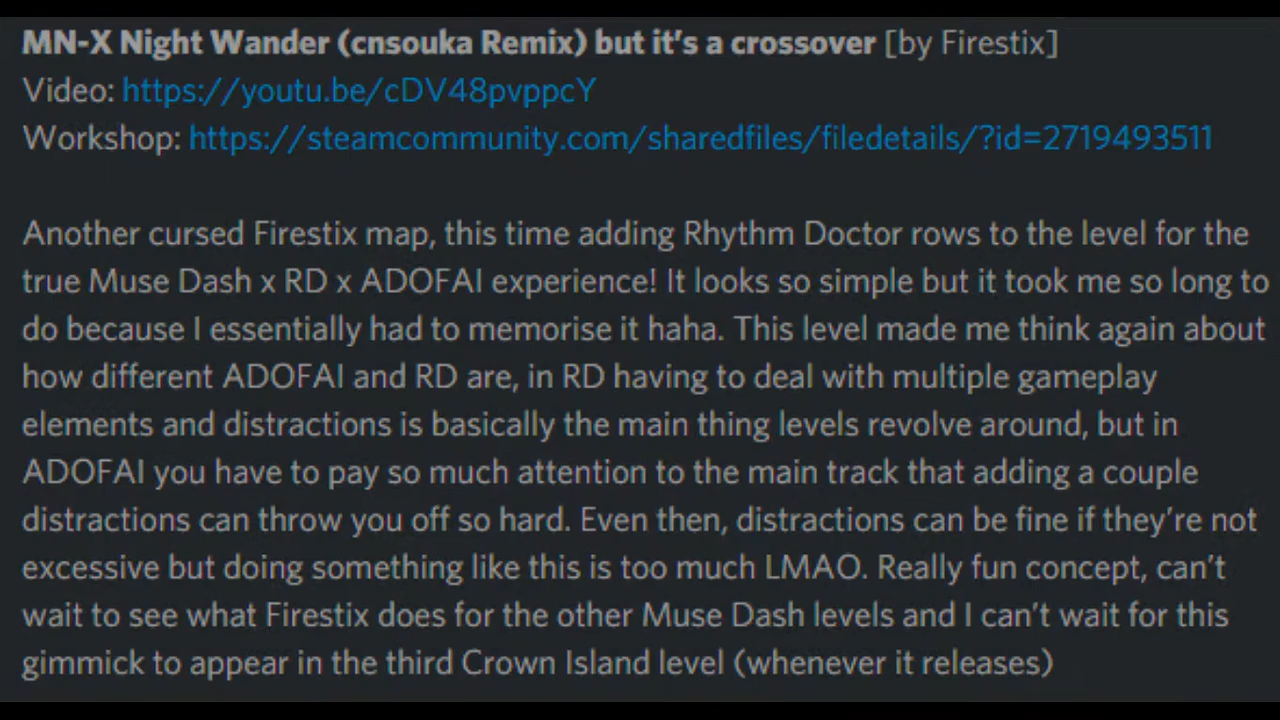 MN-X Night Wander (cnsouka Remix) but it's a crossover [by Firestix]
Video: https://youtu.be/cDV48pvppcY
Workshop: https://steamcommunity.com/sharedfiles/filedetails/?id=2719493511
Another cursed Firestix map, this time adding Rhythm Doctor rows to the level for the
true Muse Dash x RD x ADOFAI experience! It looks so simple but it took me so long to
do because I essentially had to memorise it haha. This level made me think again about
how different ADOFAI and RD are, in RD having to deal with multiple gameplay
elements and distractions is basically the main thing levels revolve around, but in
ADOFAI you have to pay so much attention to the main track that adding a couple
distractions can throw you off so hard. Even then, distractions can be fine if they're not
excessive but doing something like this is too much LMAO. Really fun concept, can't
wait to see what Firestix does for the other Muse Dash levels and I can't wait for this
gimmick to appear in the third Crown Island level (whenever it releases)